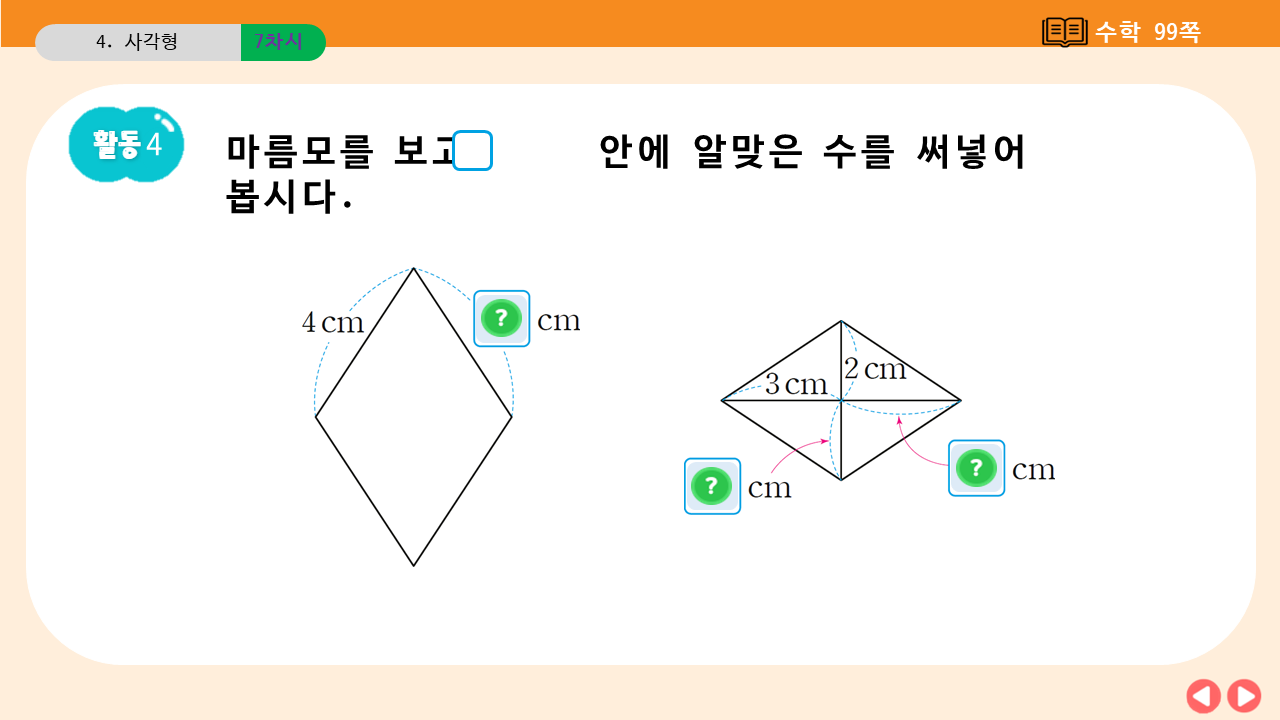 4. 사각형
7차시
수학 99쪽
활동 4
마름모를 보고 안에 알맞은 수를 써넣어
봅시다.
4 cm
? cm
3 cm
2 cm
? cm
? cm